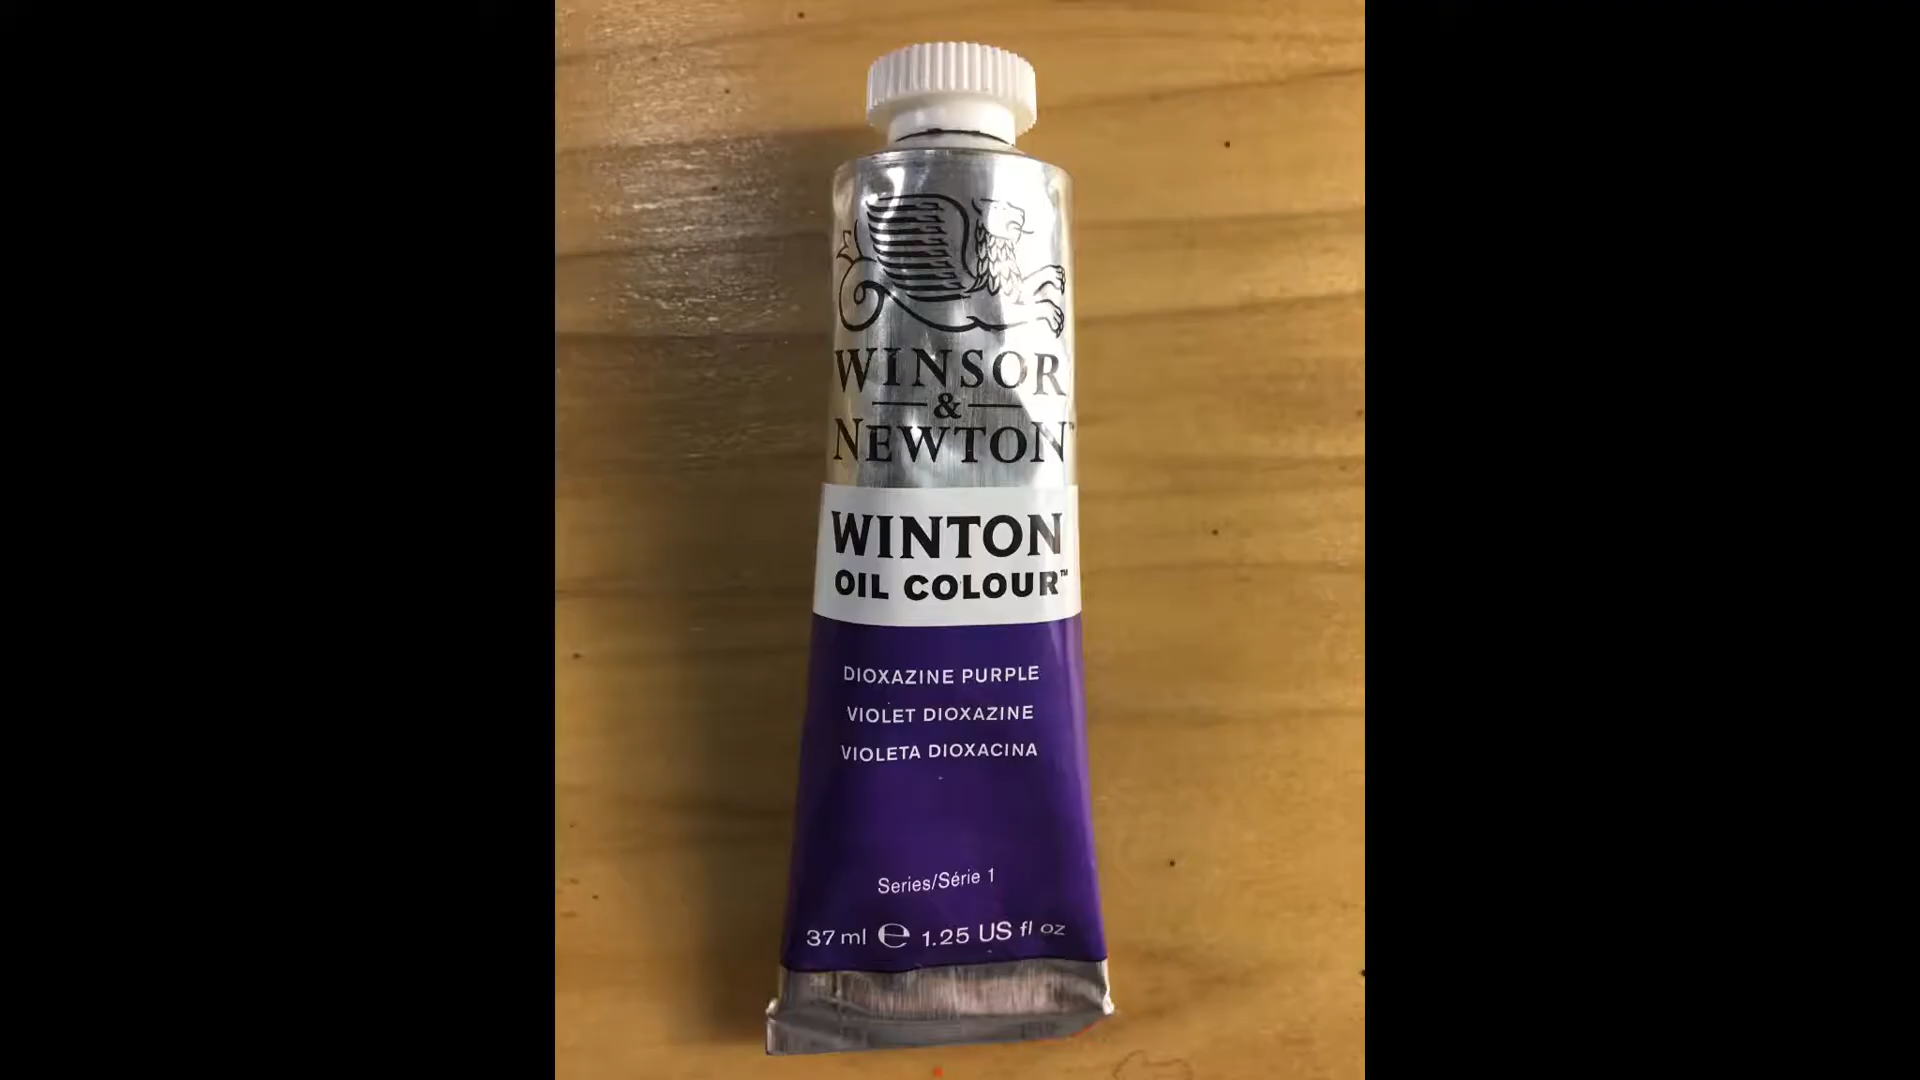 WINSOR
&
NEWTON™
WINTON
OIL COLOUR™
DIOXAZINE PURPLE
VIOLET DIOXAZINE
VIOLETA DIOXACINA
Series/Série 1
37 ml ℮ 1.25 US fl oz